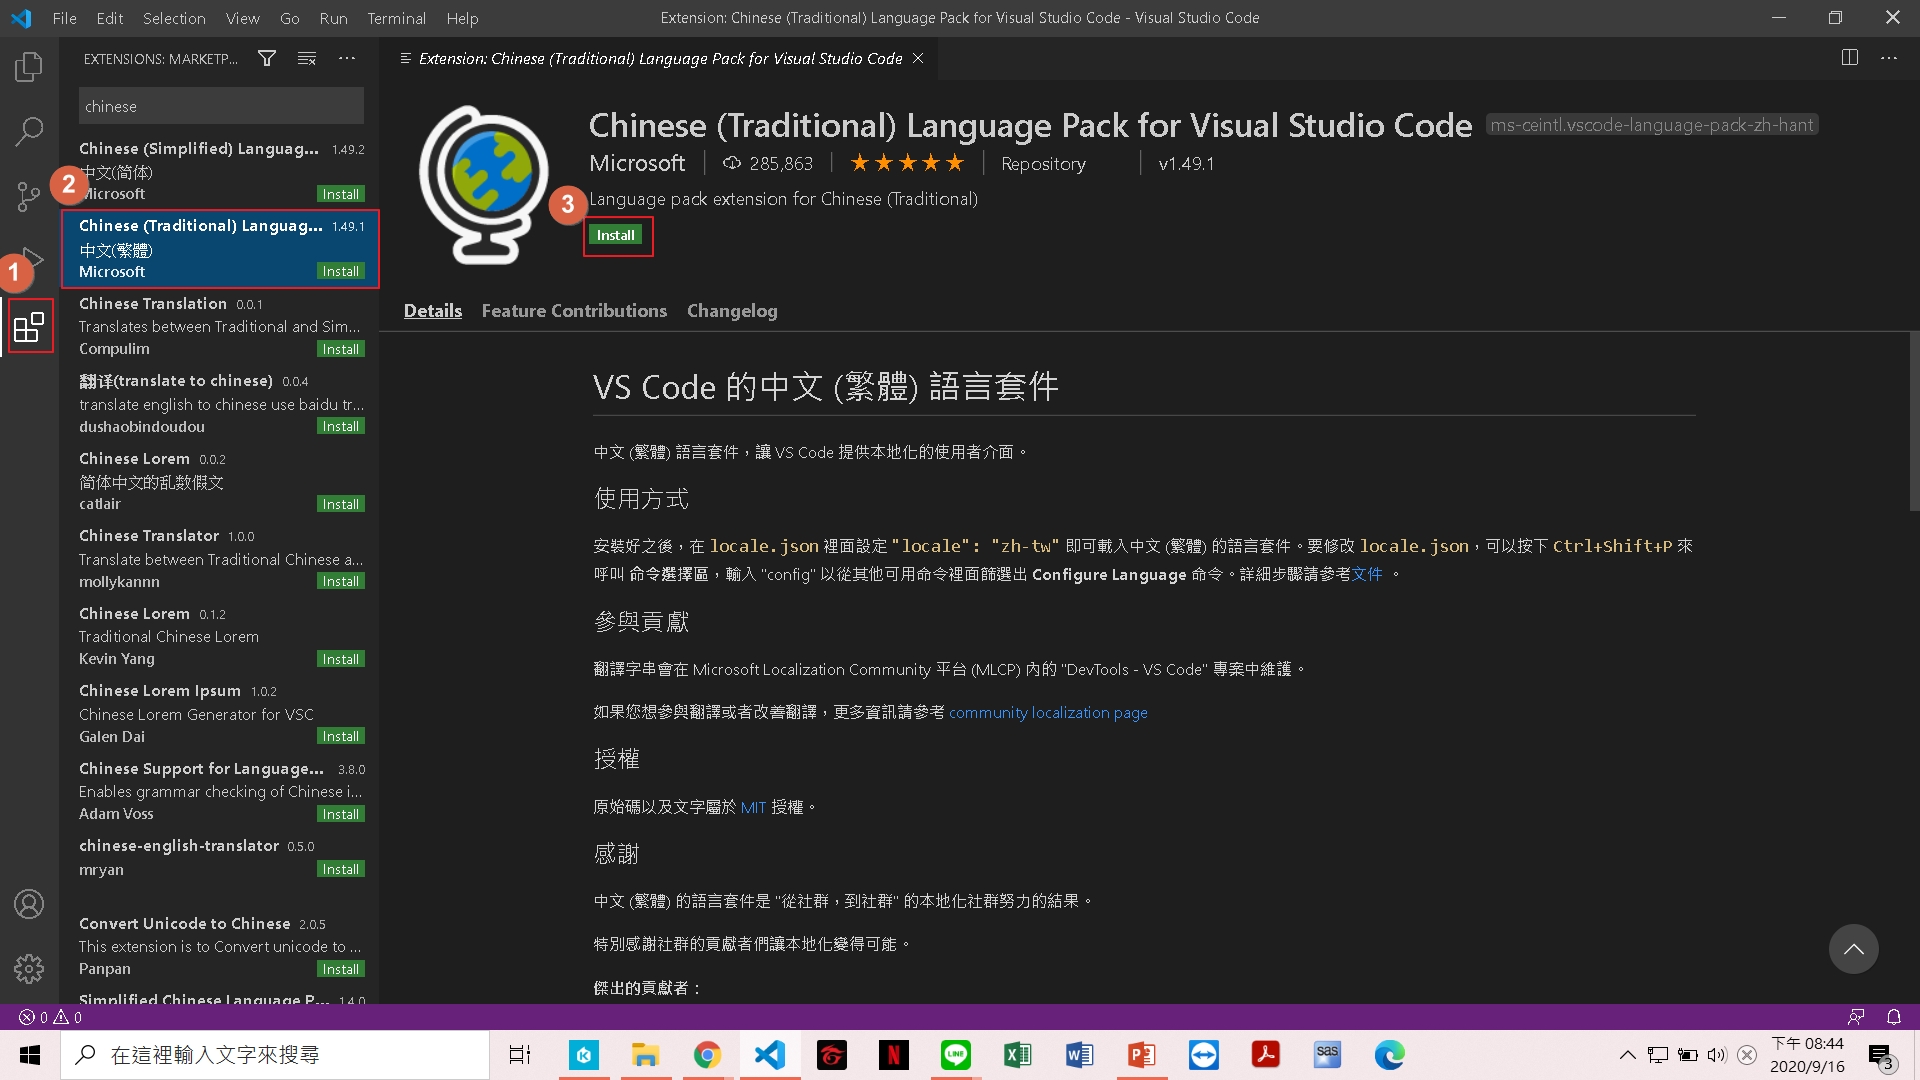 File Edit Selection View Go Run Terminal Help
Extension: Chinese (Traditional) Language Pack for Visual Studio Code - Visual Studio Code
EXTENSIONS: MARKETP...
Extension: Chinese (Traditional) Language Pack for Visual Studio Code
chinese
Chinese (Simplified) Languag... 1.49.2
中文(简体)
Microsoft Install
2
Chinese (Traditional) Languag... 1.49.1
中文(繁體)
Microsoft Install
1
Chinese Translation 0.0.1
Translates between Traditional and Sim...
Compulim Install
翻译(translate to chinese) 0.0.4
translate english to chinese use baidu tr...
dushaobindoudou Install
Chinese Lorem 0.0.2
简体中文的乱数假文
catlair Install
Chinese Translator 1.0.0
Translate between Traditional Chinese a...
mollykannn Install
Chinese Lorem 0.1.2
Traditional Chinese Lorem
Kevin Yang Install
Chinese Lorem Ipsum 1.0.2
Chinese Lorem Generator for VSC
Galen Dai Install
Chinese Support for Language... 3.8.0
Enables grammar checking of Chinese i...
Adam Voss Install
chinese-english-translator 0.5.0
mryan Install
Convert Unicode to Chinese 2.0.5
This extension is to Convert unicode to ...
Panpan Install
Simplified Chinese Language P... 1.4.0
Chinese (Traditional) Language Pack for Visual Studio Code ms-ceintl.vscode-language-pack-zh-hant
Microsoft 285,863 Repository v1.49.1
Language pack extension for Chinese (Traditional)
3
Install
Details Feature Contributions Changelog
VS Code 的中文 (繁體) 語言套件
中文 (繁體) 語言套件，讓 VS Code 提供本地化的使用者介面。
使用方式
安裝好之後，在 locale.json 裡面設定 "locale": "zh-tw" 即可載入中文 (繁體) 的語言套件。要修改 locale.json，可以按下 Ctrl+Shift+P 來
呼叫 命令選擇區，輸入 "config" 以從其他可用命令裡面篩選出 Configure Language 命令。詳細步驟請參考文件 。
參與貢獻
翻譯字串會在 Microsoft Localization Community 平台 (MLCP) 內的 "DevTools - VS Code" 專案中維護。
如果您想參與翻譯或者改善翻譯，更多資訊請參考 community localization page
授權
原始碼以及文字屬於 MIT 授權。
感謝
中文 (繁體) 的語言套件是 "從社群，到社群" 的本地化社群努力的結果。
特別感謝社群的貢獻者們讓本地化變得可能。
傑出的貢獻者：
0 0
在這裡輸入文字來搜尋
K N LINE X W P sas
下午 08:44
2020/9/16
3